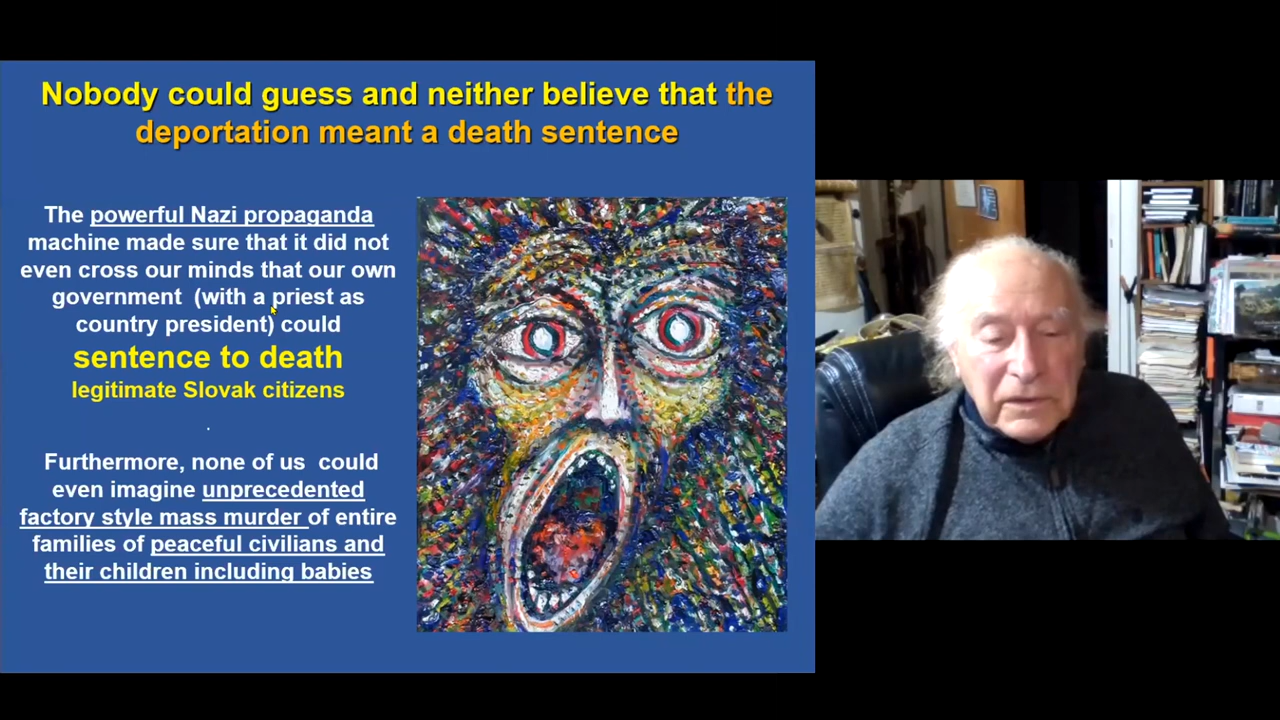 Nobody could guess and neither believe that the
deportation meant a death sentence
The powerful Nazi propaganda
machine made sure that it did not
even cross our minds that our own
government (with a priest as
country president) could
sentence to death
legitimate Slovak citizens
.
Furthermore, none of us could
even imagine unprecedented
factory style mass murder of entire
families of peaceful civilians and
their children including babies